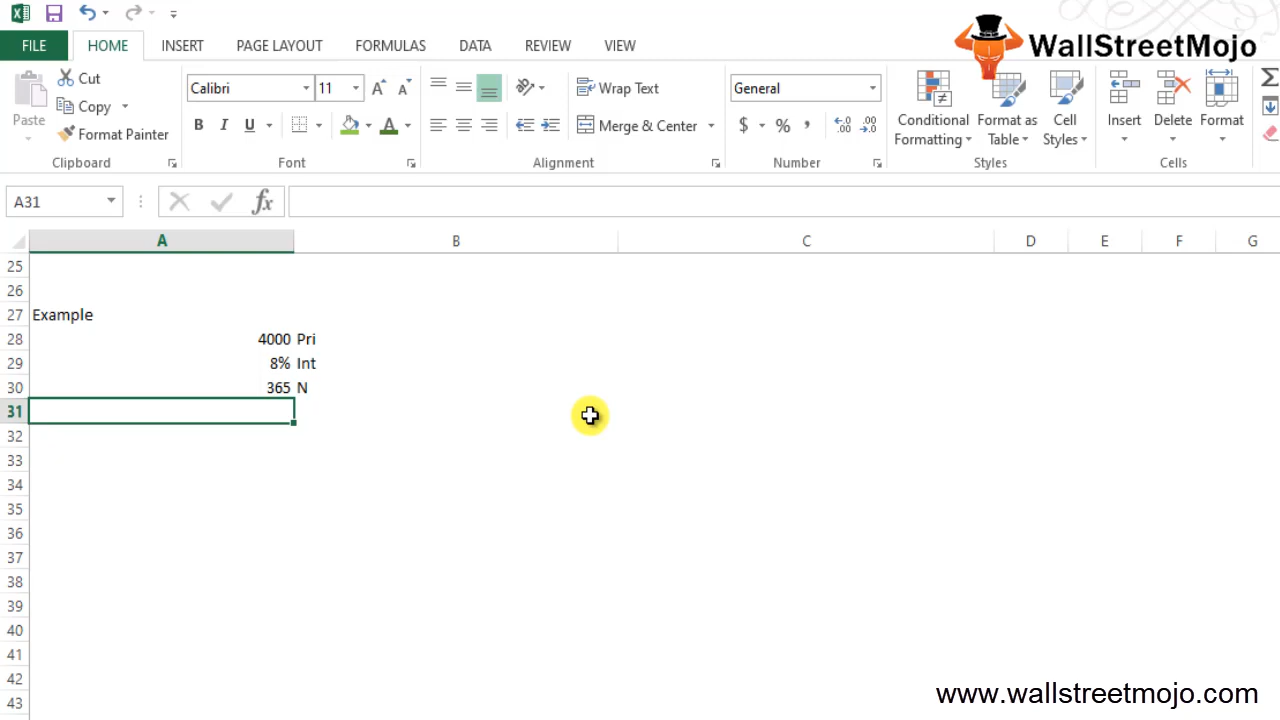 FILE HOME INSERT PAGE LAYOUT FORMULAS DATA REVIEW VIEW
WallStreetMojo
Cut
Copy
Format Painter
Paste
Clipboard
Calibri 11
B I U A
Font
Wrap Text
Merge & Center
Alignment
General
$ % , .00
Number
Conditional Formatting
Format as Table
Cell Styles
Styles
Insert Delete Format
Cells
A31 fx
A B C D E F G
25
26
27 Example
28 4000 Pri
29 8% Int
30 365 N
31
32
33
34
35
36
37
38
39
40
41
42
43
www.wallstreetmojo.com